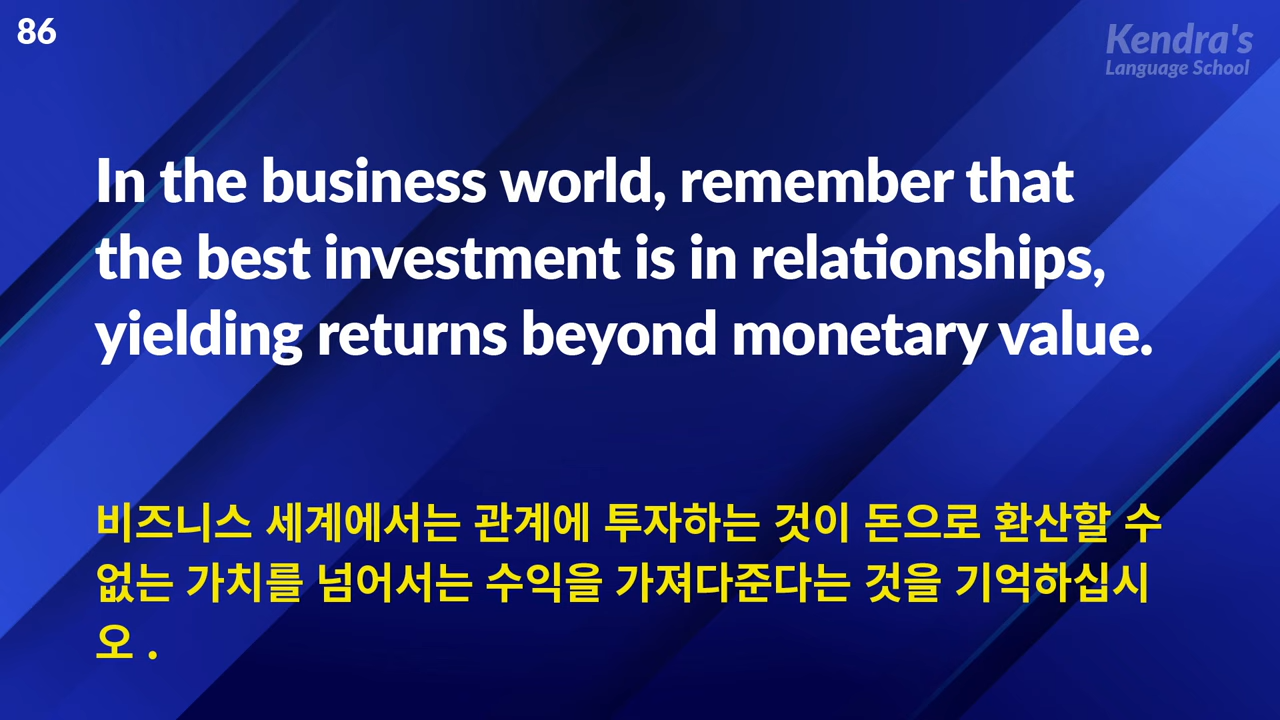 86
Kendra's
Language School
In the business world, remember that
the best investment is in relationships,
yielding returns beyond monetary value.
비즈니스 세계에서는 관계에 투자하는 것이 돈으로 환산할 수
없는 가치를 넘어서는 수익을 가져다준다는 것을 기억하십시
오 .